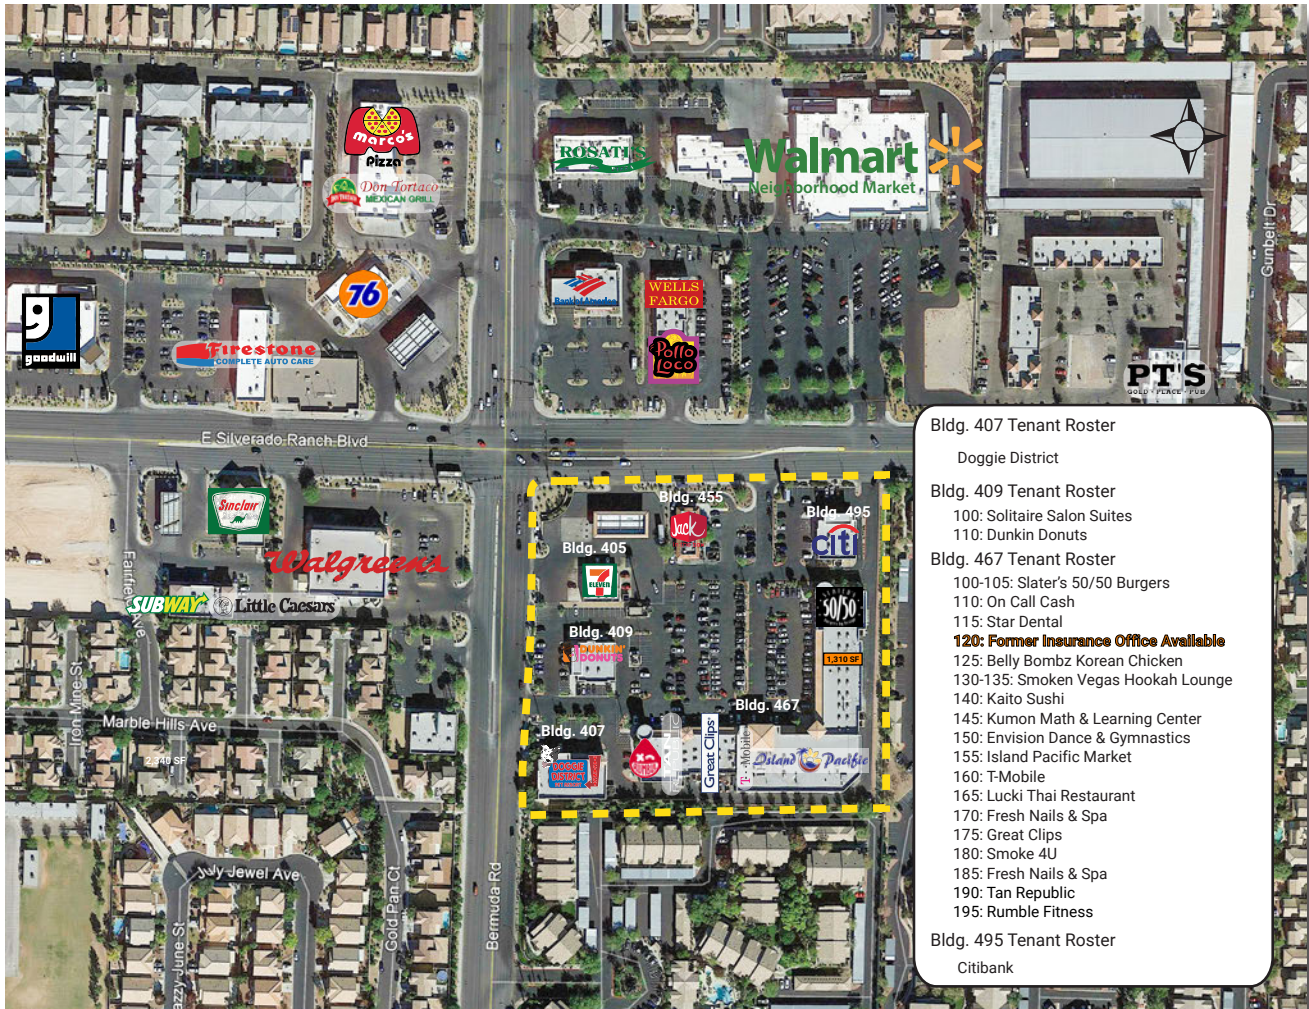 marco's
Pizza
Don Tortaco
MEXICAN GRILL
ROSATI'S
Walmart
Neighborhood Market
Gunbelt Dr
goodwill
76
Firestone
COMPLETE AUTO CARE
Bank of America
WELLS
FARGO
Pollo
Loco
PT'S
GOLD · PLACE · PUB
E Silverado Ranch Blvd
Sinclair
Walgreens
SUBWAY
Little Caesars
Iron Mine St
Marble Hills Ave
2,340 SF
July Jewel Ave
Gold Pan Ct
Bermuda Rd
Bldg. 455
Jack
Bldg. 495
citi
Bldg. 405
7
ELEVEN
50/50
Bldg. 409
DUNKIN'
DONUTS
1,310 SF
Bldg. 467
Bldg. 407
DOGGIE
DISTRICT
Great Clips
T-Mobile
Island Pacific
Bldg. 407 Tenant Roster
Doggie District
Bldg. 409 Tenant Roster
100: Solitaire Salon Suites
110: Dunkin Donuts
Bldg. 467 Tenant Roster
100-105: Slater's 50/50 Burgers
110: On Call Cash
115: Star Dental
120: Former Insurance Office Available
125: Belly Bombz Korean Chicken
130-135: Smoken Vegas Hookah Lounge
140: Kaito Sushi
145: Kumon Math & Learning Center
150: Envision Dance & Gymnastics
155: Island Pacific Market
160: T-Mobile
165: Lucki Thai Restaurant
170: Fresh Nails & Spa
175: Great Clips
180: Smoke 4U
185: Fresh Nails & Spa
190: Tan Republic
195: Rumble Fitness
Bldg. 495 Tenant Roster
Citibank